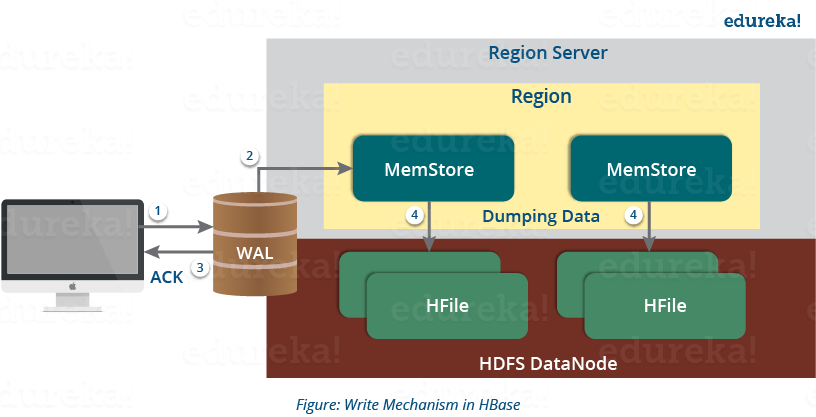 edureka!
Region Server
Region
2
MemStore
MemStore
1
4
Dumping Data
4
WAL
3
ACK
HFile
HFile
HDFS DataNode
Figure: Write Mechanism in HBase